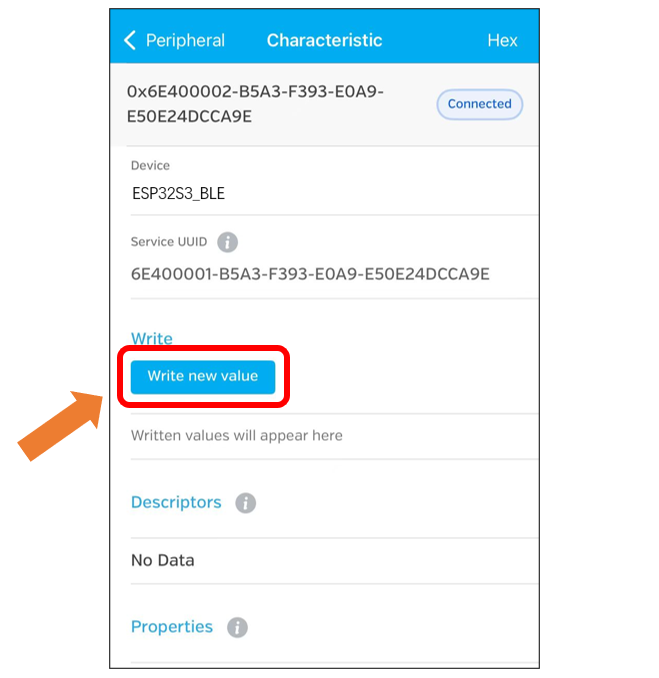 Peripheral Characteristic Hex
0x6E400002-B5A3-F393-E0A9-
E50E24DCCA9E
Connected
Device
ESP32S3_BLE
Service UUID i
6E400001-B5A3-F393-E0A9-E50E24DCCA9E
Write
Write new value
Written values will appear here
Descriptors i
No Data
Properties i